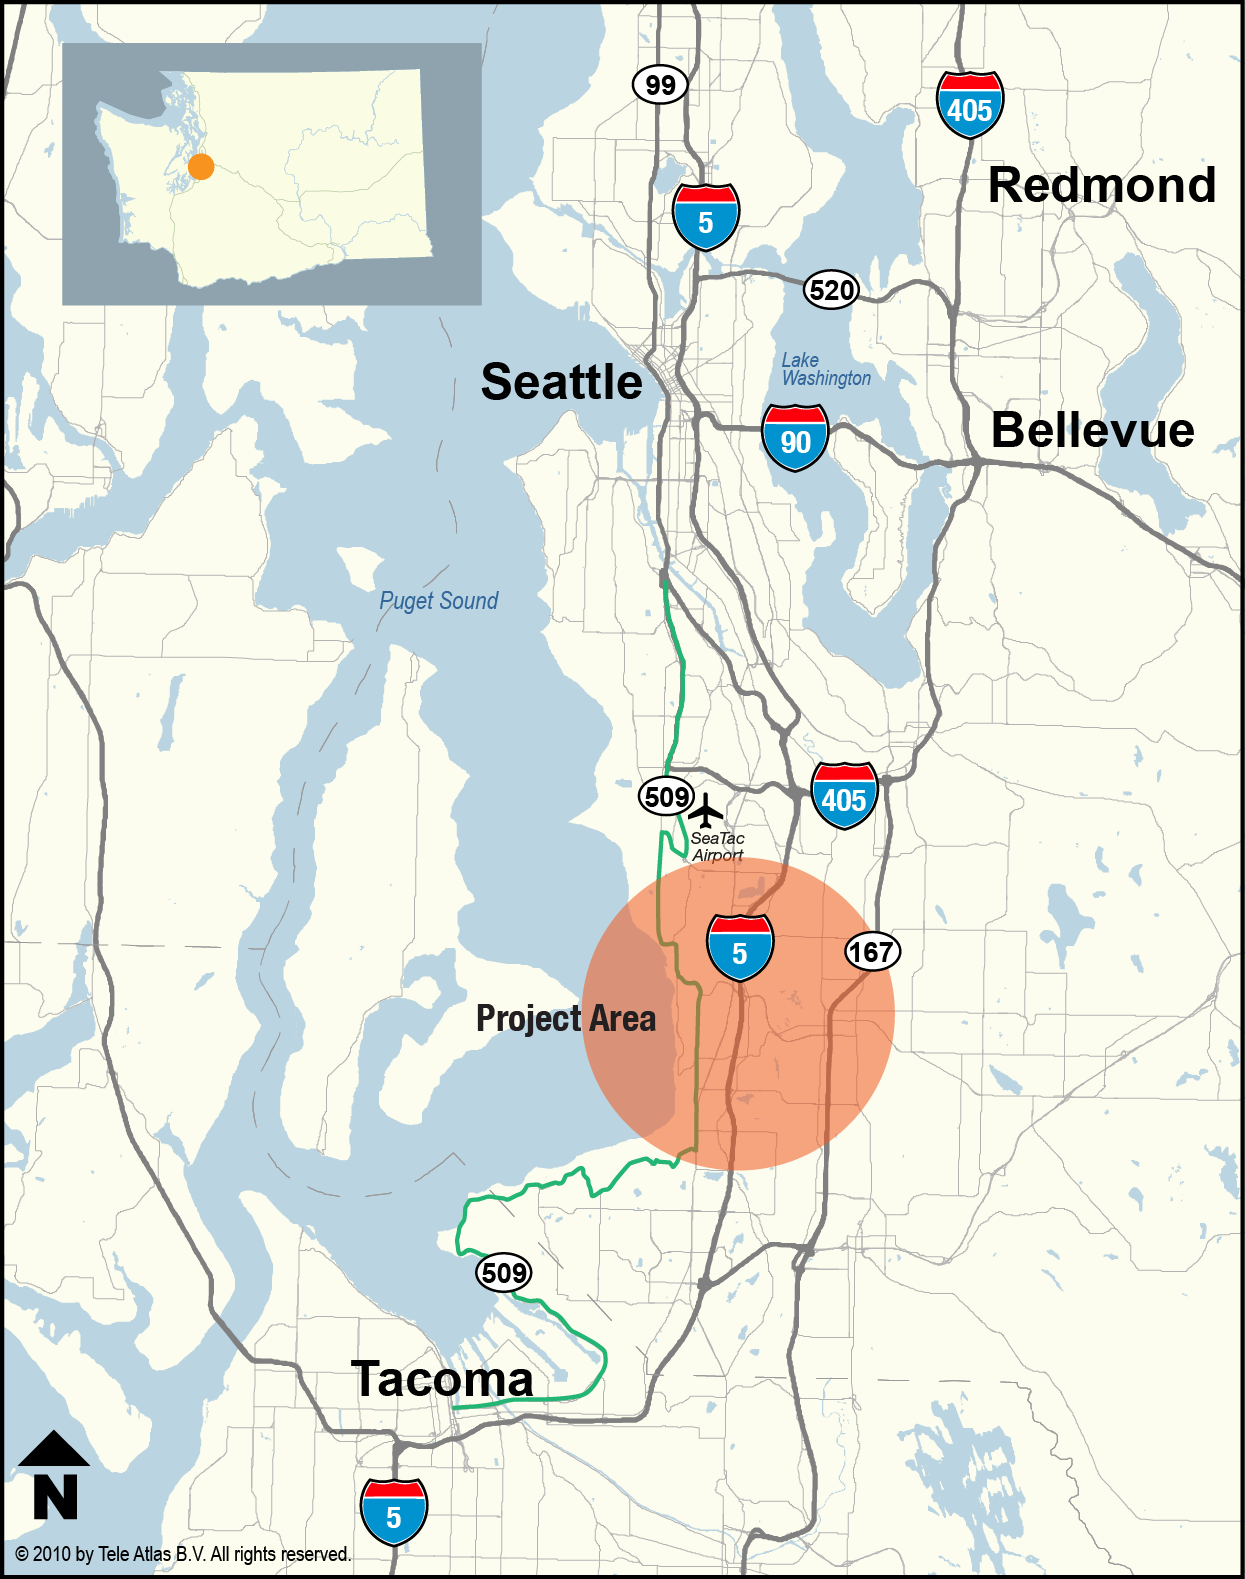 99
405
Redmond
5
520
Lake
Washington
Seattle
90
Bellevue
Puget Sound
509
405
SeaTac
Airport
5
167
Project Area
509
Tacoma
N
5
© 2010 by Tele Atlas B.V. All rights reserved.